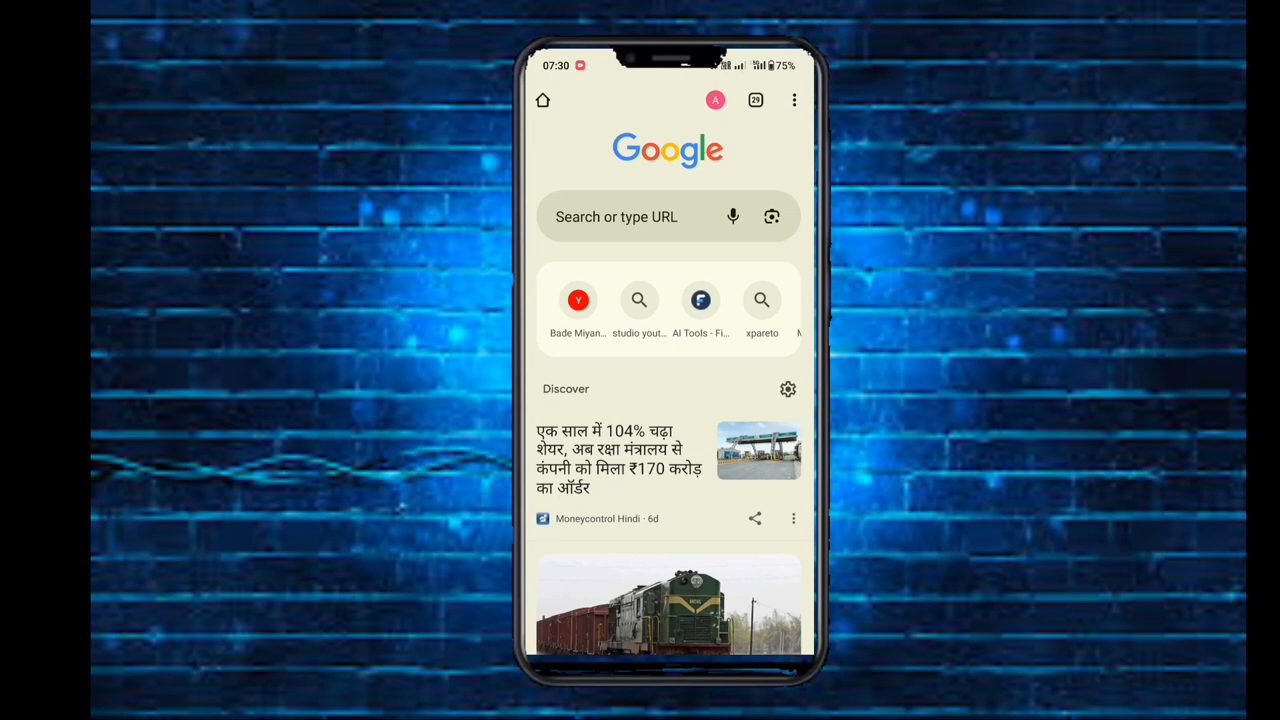 07:30 75%
A 29
Google
Search or type URL
Y
Bade Miyan... studio yout... AI Tools - Fi... xpareto
Discover
एक साल में 104% चढ़ा
शेयर, अब रक्षा मंत्रालय से
कंपनी को मिला ₹170 करोड़
का ऑर्डर
Moneycontrol Hindi · 6d